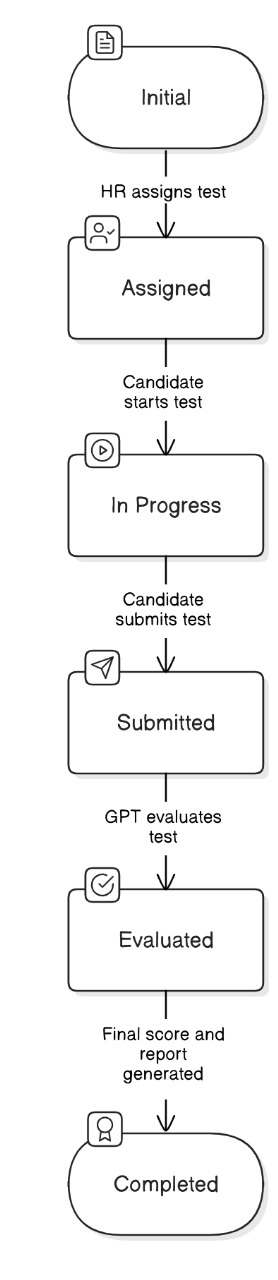 Initial
HR assigns test
Assigned
Candidate
starts test
In Progress
Candidate
submits test
Submitted
GPT evaluates
test
Evaluated
Final score and
report
generated
Completed